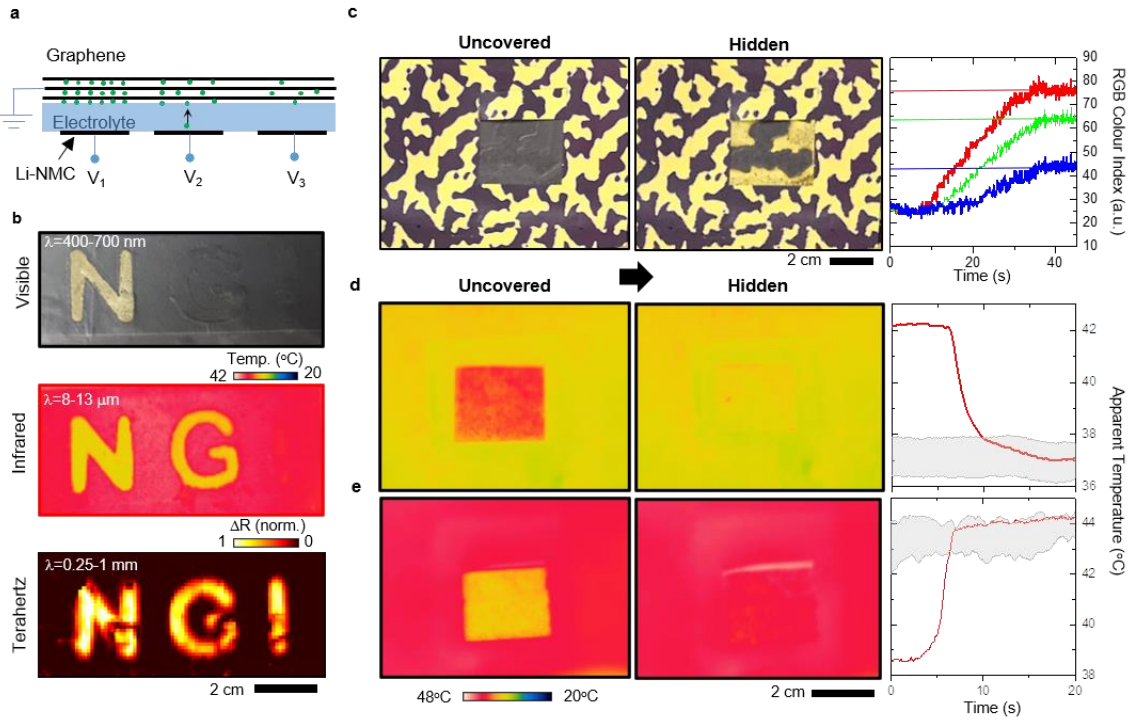 a
Graphene
Electrolyte
Li-NMC
V1
V2
V3
b
Visible
λ=400-700 nm
N G
Temp. (°C)
42 20
Infrared
λ=8-13 μm
N G
ΔR (norm.)
1 0
Terahertz
λ=0.25-1 mm
N G !
2 cm
c
Uncovered
Hidden
2 cm
90
80
70
60
50
40
30
20
10
0 10 20 30 40
RGB Colour Index (a.u.)
Time (s)
d
Uncovered
Hidden
42
40
38
36
e
48°C 20°C
2 cm
44
42
40
38
0 10 20
Apparent Temperature (°C)
Time (s)